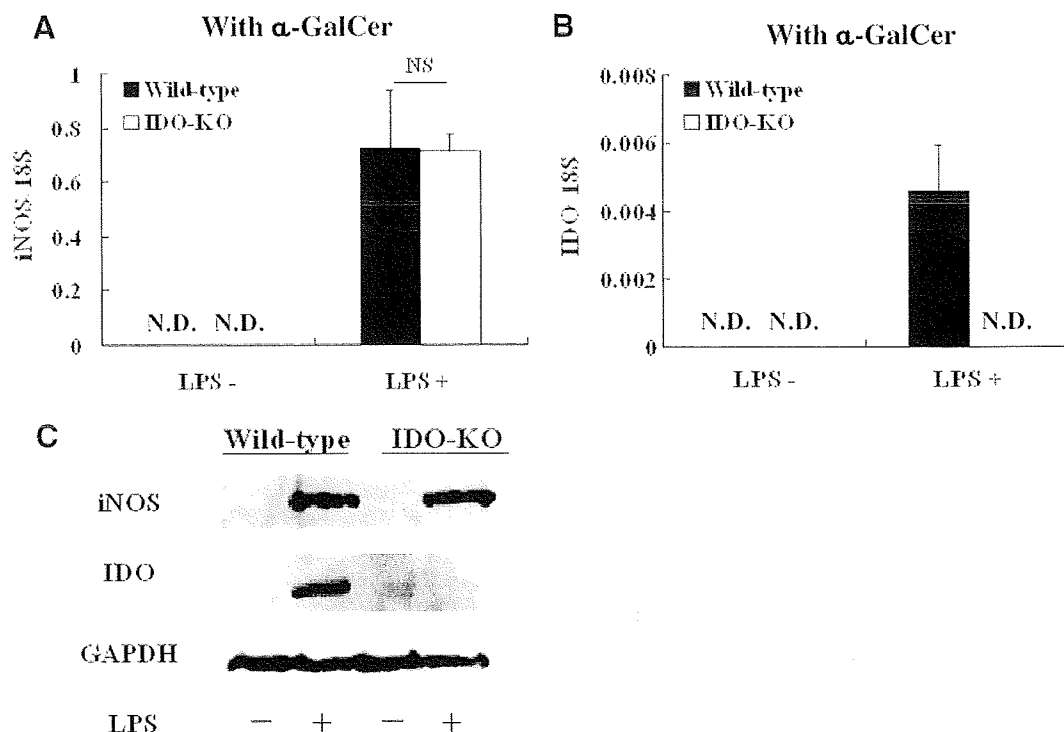 A
With α-GalCer
NS
1
0.8
0.6
0.4
0.2
0
iNOS 18S
Wild-type
IDO-KO
N.D. N.D.
LPS - LPS +
B
With α-GalCer
0.008
0.006
0.004
0.002
0
IDO 18S
Wild-type
IDO-KO
N.D. N.D. N.D.
LPS - LPS +
C
Wild-type IDO-KO
iNOS
IDO
GAPDH
LPS − + − +